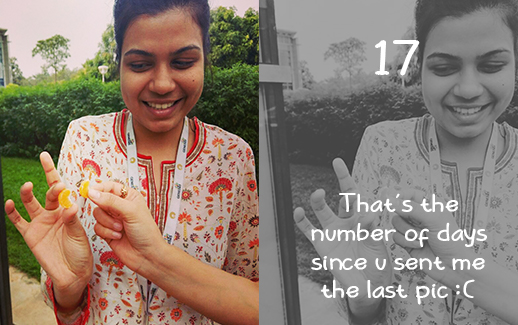 17
That's the
number of days
since u sent me
the last pic :C